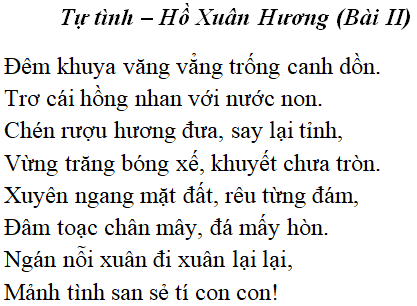 Tự tình – Hồ Xuân Hương (Bài II)
Đêm khuya văng vẳng trống canh dồn.
Trơ cái hồng nhan với nước non.
Chén rượu hương đưa, say lại tỉnh,
Vừng trăng bóng xế, khuyết chưa tròn.
Xuyên ngang mặt đất, rêu từng đám,
Đâm toạc chân mây, đá mấy hòn.
Ngán nỗi xuân đi xuân lại lại,
Mảnh tình san sẻ tí con con!